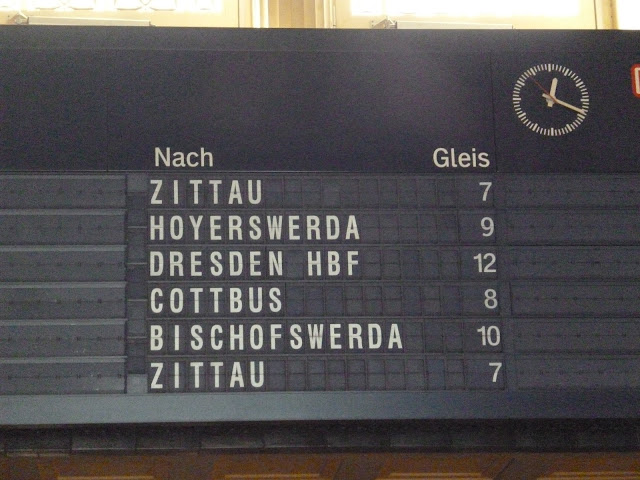 Nach Gleis
ZITTAU 7
HOYERSWERDA 9
DRESDEN HBF 12
COTTBUS 8
BISCHOFSWERDA 10
ZITTAU 7